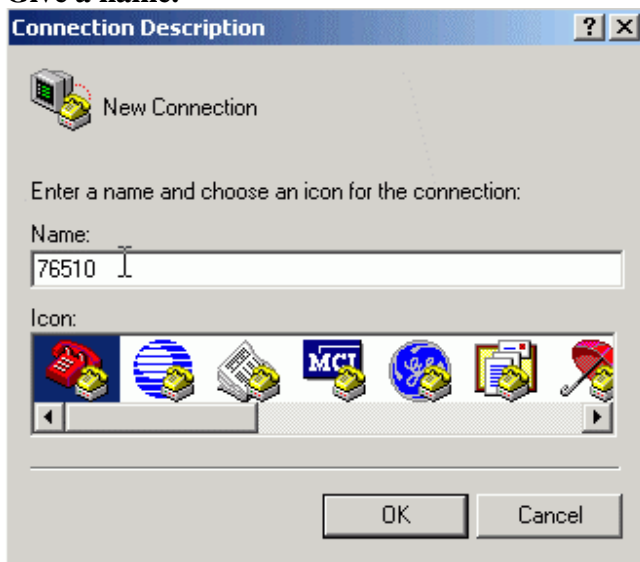 Give a name.
Connection Description
New Connection
Enter a name and choose an icon for the connection:
Name:
76510
Icon:
MCI
OK
Cancel